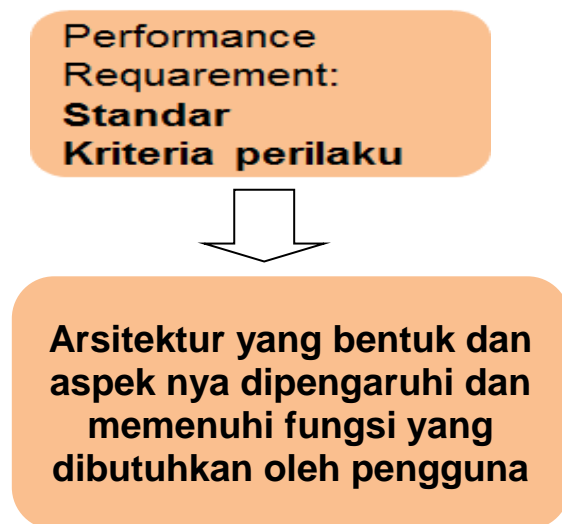 Performance
Requarement:
Standar
Kriteria perilaku
Arsitektur yang bentuk dan
aspek nya dipengaruhi dan
memenuhi fungsi yang
dibutuhkan oleh pengguna